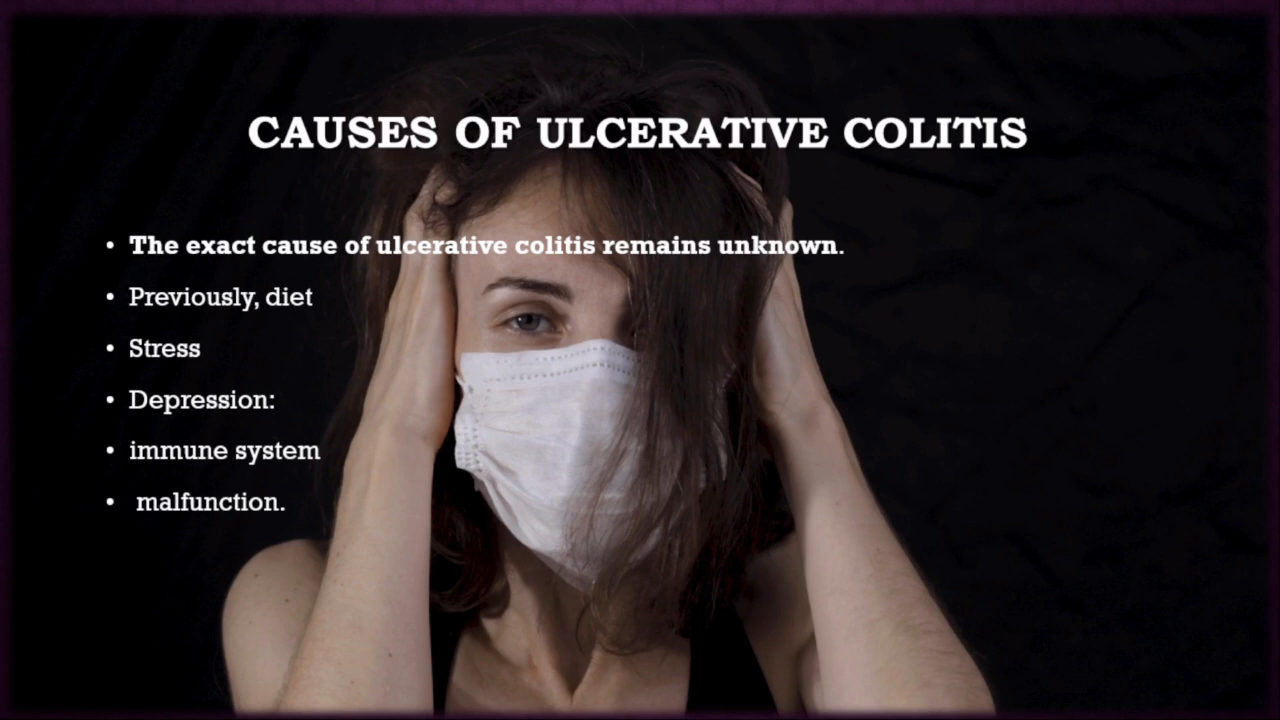 CAUSES OF ULCERATIVE COLITIS
• The exact cause of ulcerative colitis remains unknown.
• Previously, diet
• Stress
• Depression:
• immune system
• malfunction.